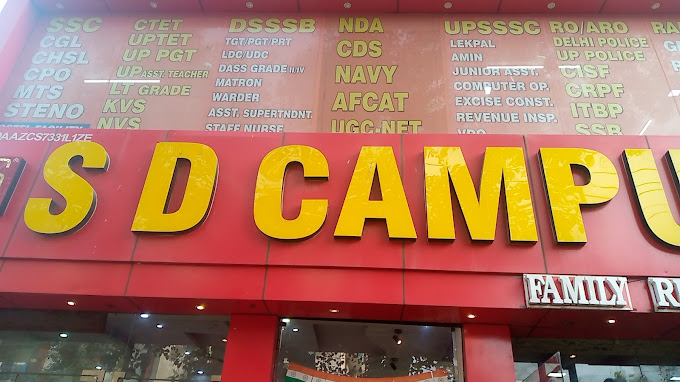 SSC
CGL
CHSL
CPO
MTS
STENO
CTET
UPTET
UP PGT
UP ASST. TEACHER
LT GRADE
KVS
NVS
DSSSB
TGT/PGT/PRT
LDC/UDC
DASS GRADE II/IV
MATRON
WARDER
ASST. SUPERTNDNT.
STAFF NURSE
NDA
CDS
NAVY
AFCAT
UGC-NET
UPSSSC
LEKPAL
AMIN
JUNIOR ASST.
COMPUTER OP.
EXCISE CONST.
REVENUE INSP.
VDO
RO/ARO
DELHI POLICE
UP POLICE
CISF
CRPF
ITBP
SSB
S D CAMPU
FAMILY